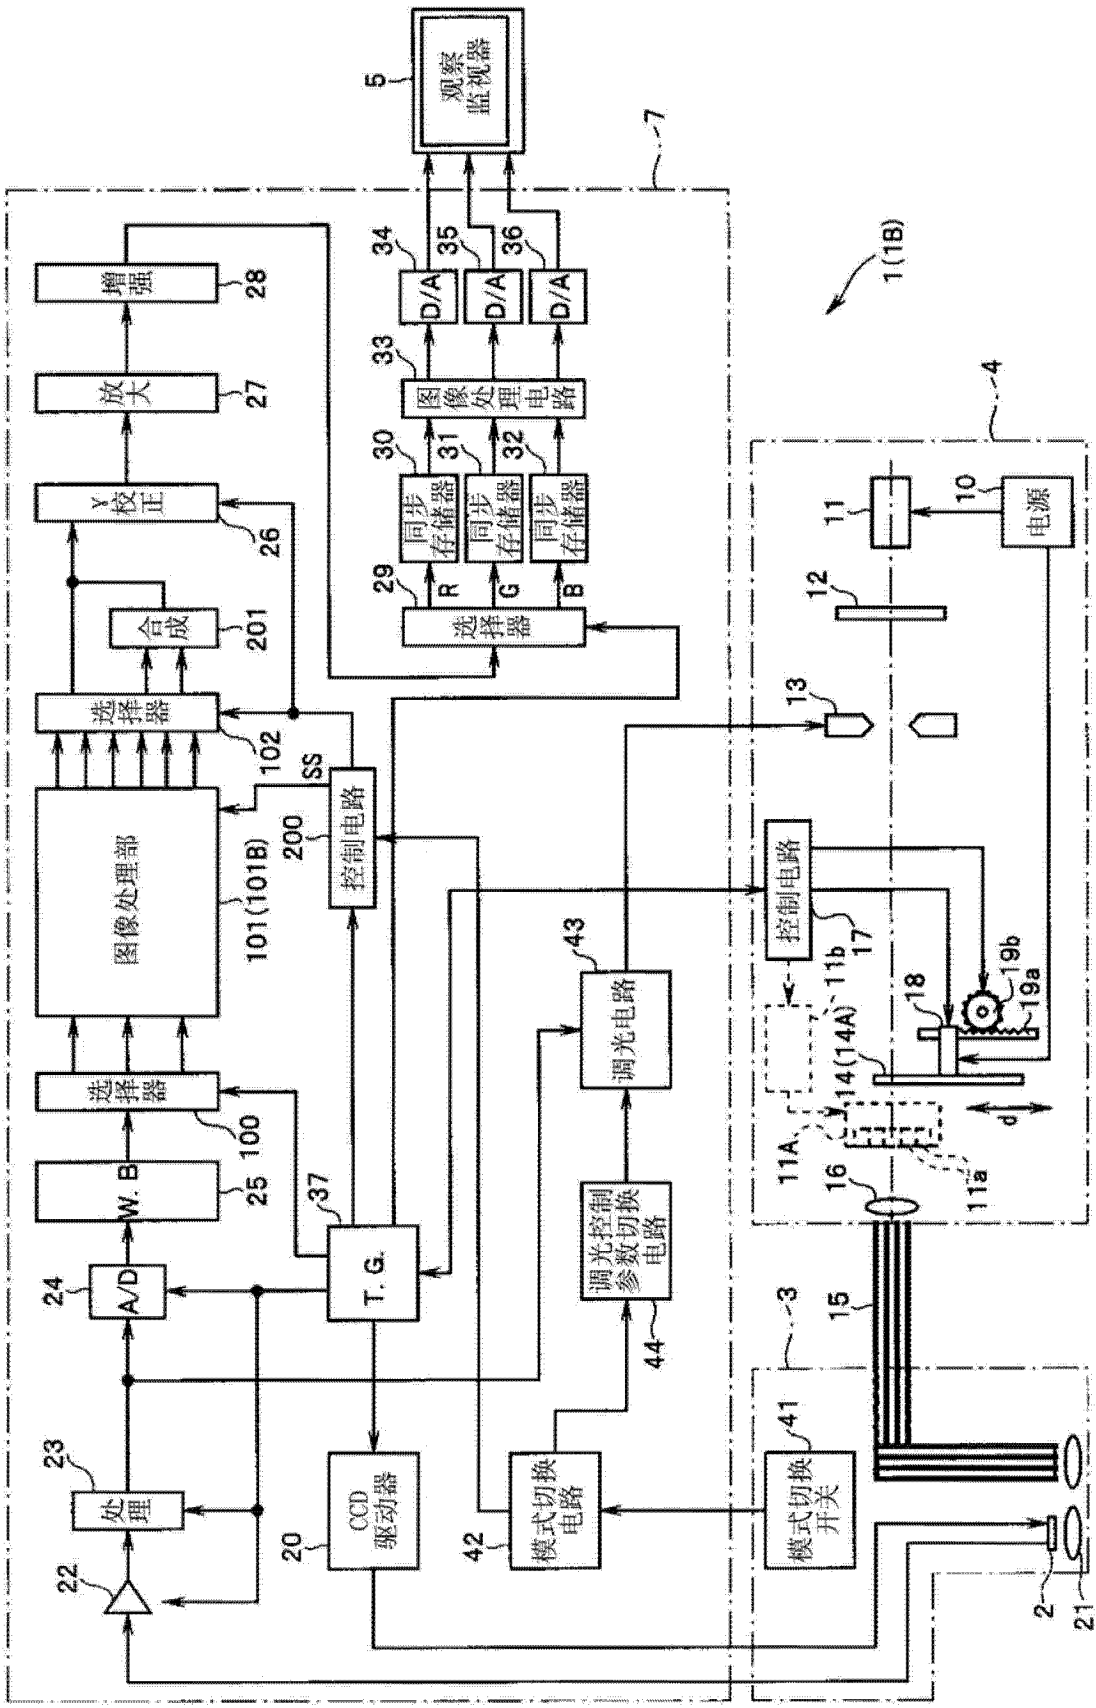 22
23
处理
24
A/D
25
W. B
100
选择器
101(101B)
图像处理部
102
选择器
201
合成
26
γ校正
27
放大
28
增强
20
CCD
驱动器
37
T. G.
200
控制电路
SS
29
选择器
R
G
B
30
同步
存储器
31
同步
存储器
32
同步
存储器
33
图像处理电路
34
D/A
35
D/A
36
D/A
5
观察
监视器
7
42
模式切换
电路
44
调光控制
参数切换
电路
43
调光电路
1(1B)
3
41
模式切换
开关
2
21
15
4
16
11A
11a
11b
14(14A)
d
17
控制电路
18
19a
19b
13
12
11
10
电源